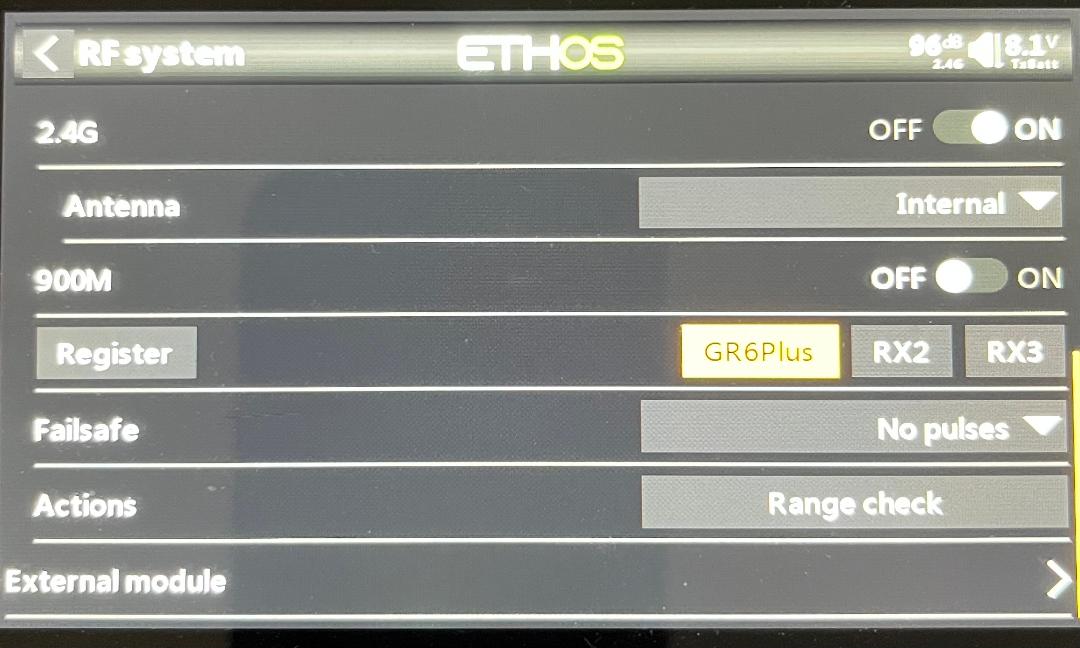 RF system ETHOS 96dB 2.4G 8.1V TxBatt
2.4G OFF ON
Antenna Internal
900M OFF ON
Register GR6Plus RX2 RX3
Failsafe No pulses
Actions Range check
External module